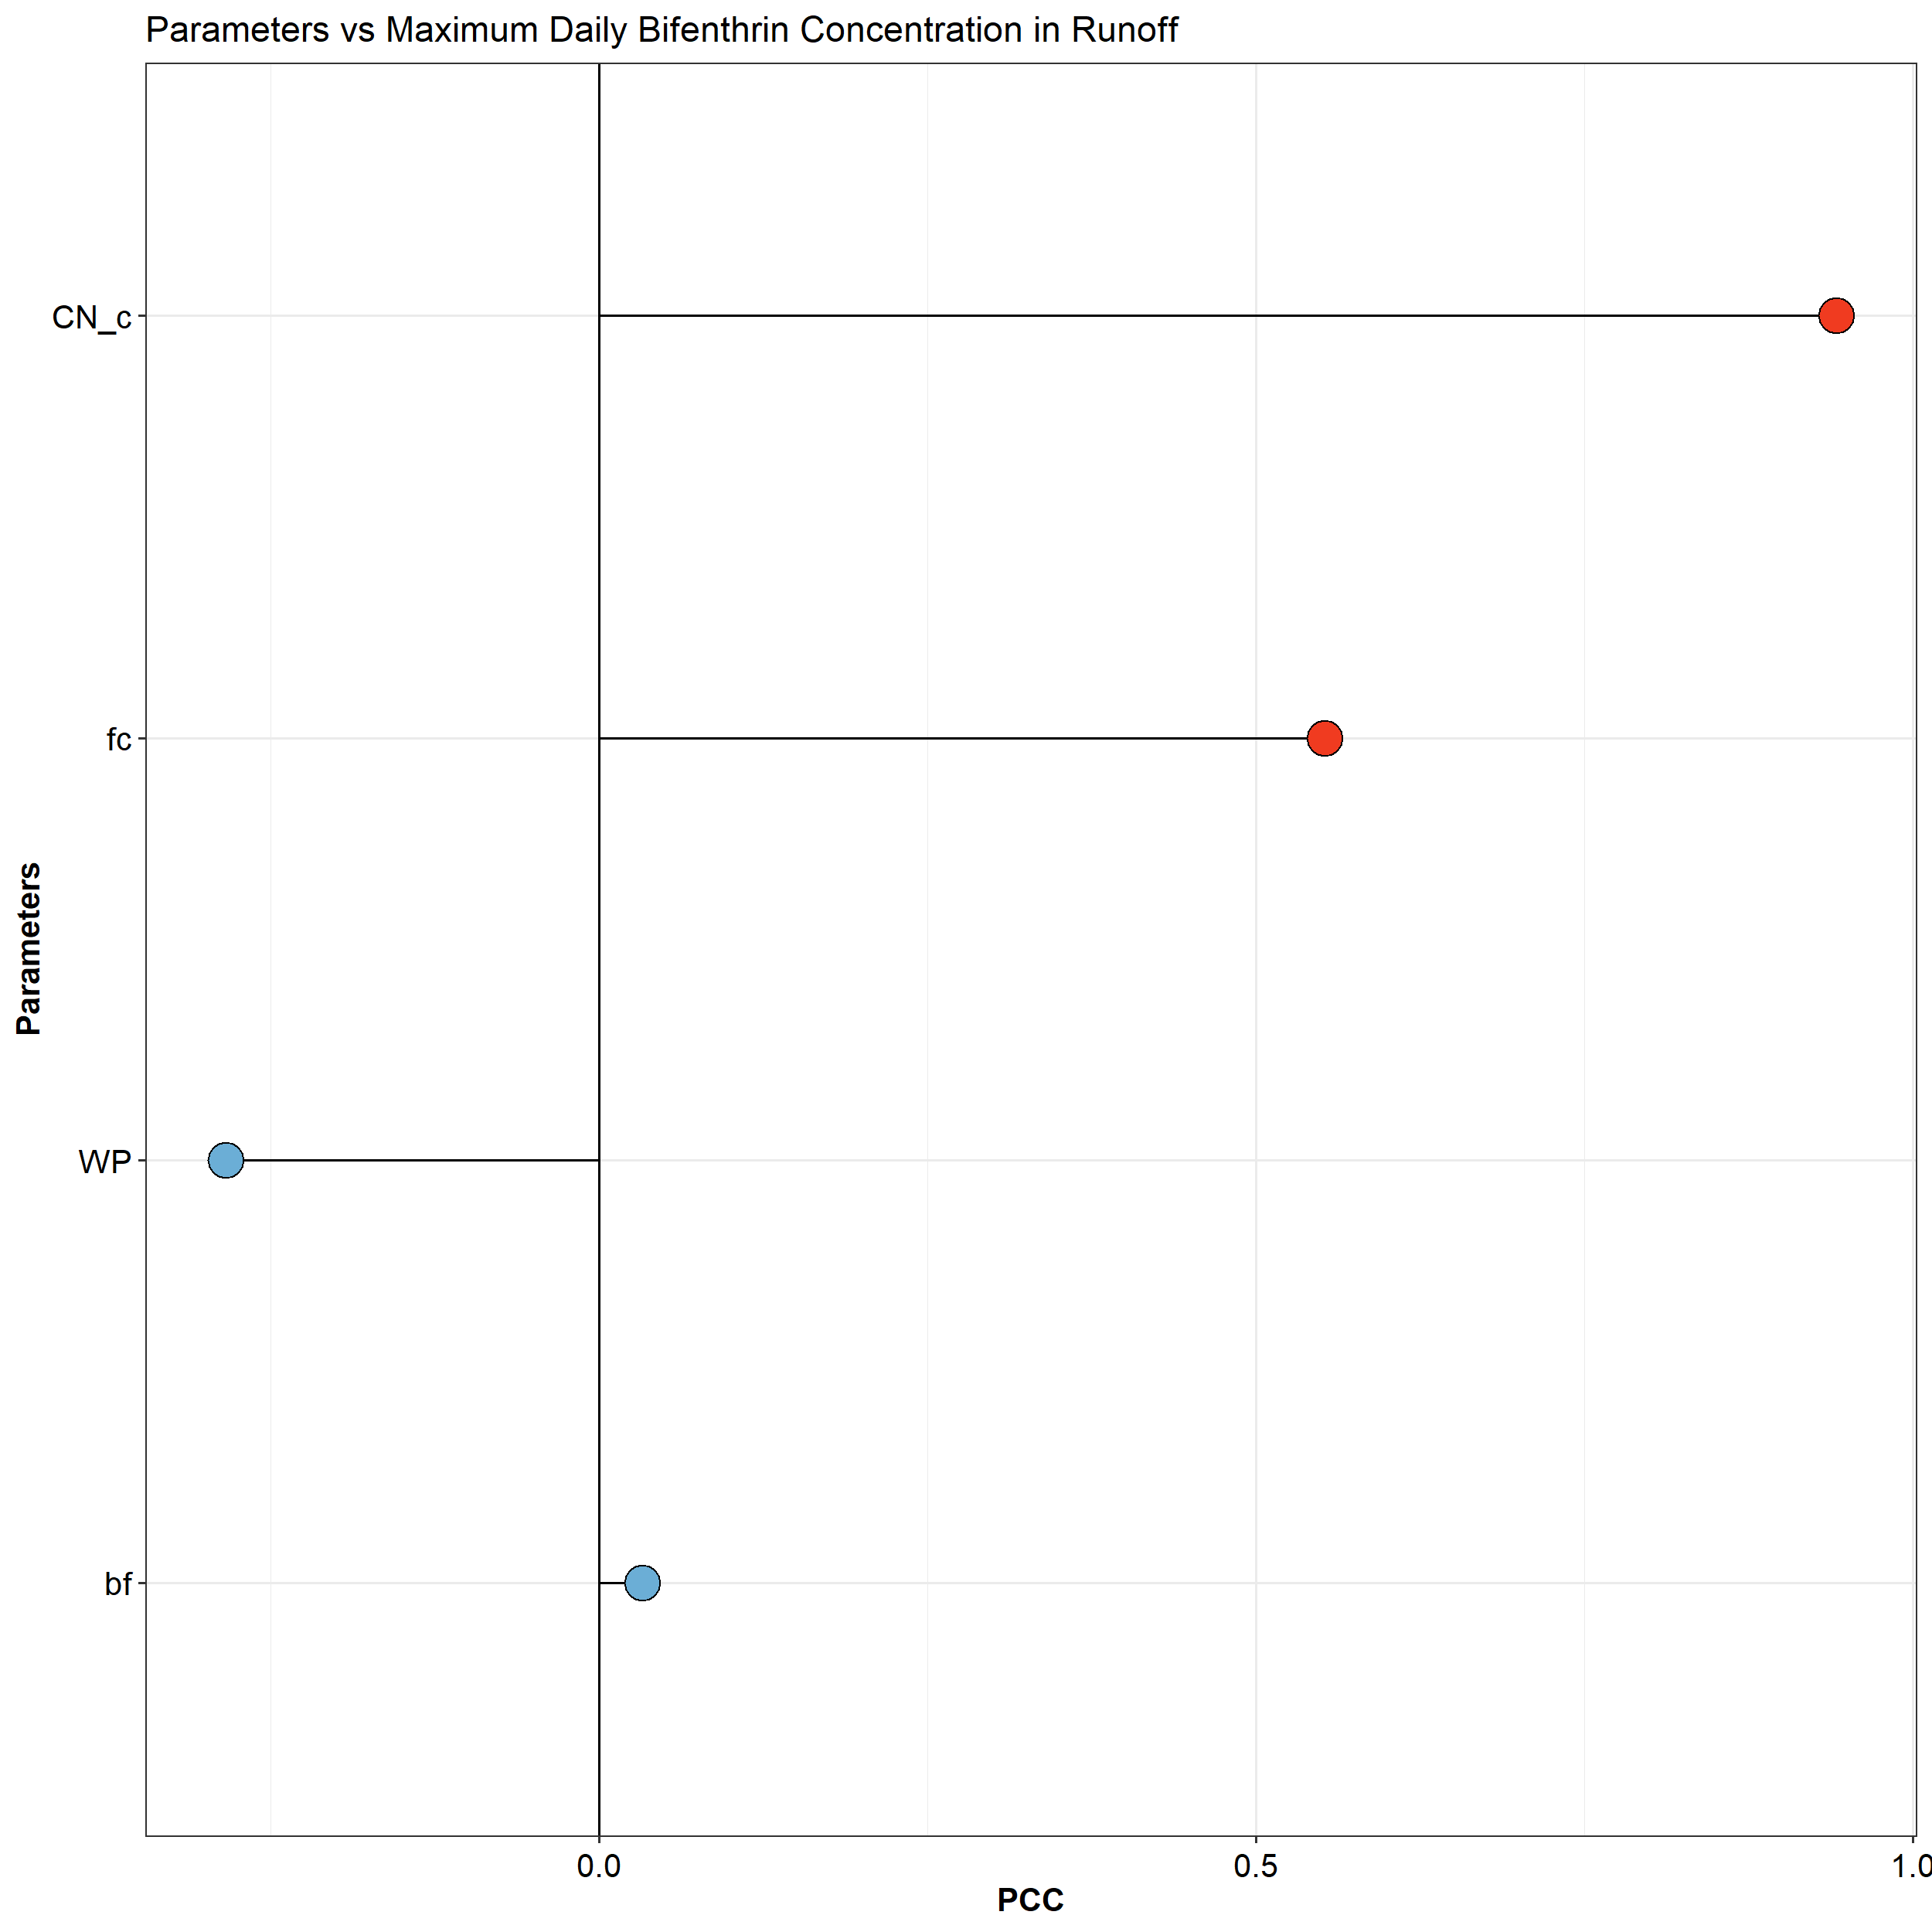 Parameters vs Maximum Daily Bifenthrin Concentration in Runoff
CN_c
fc
Parameters
WP
bf
0.0
0.5
1.0
PCC